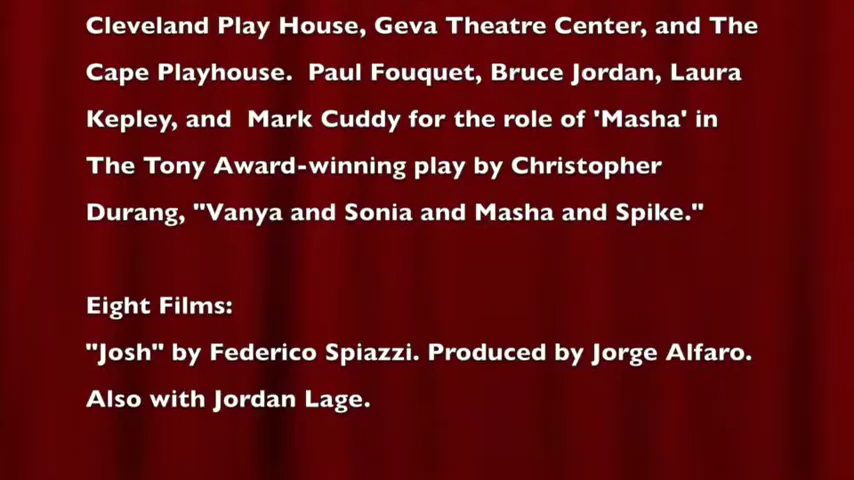 Cleveland Play House, Geva Theatre Center, and The
Cape Playhouse.  Paul Fouquet, Bruce Jordan, Laura
Kepley, and  Mark Cuddy for the role of 'Masha' in
The Tony Award-winning play by Christopher
Durang, "Vanya and Sonia and Masha and Spike."
Eight Films:
"Josh" by Federico Spiazzi. Produced by Jorge Alfaro.
Also with Jordan Lage.